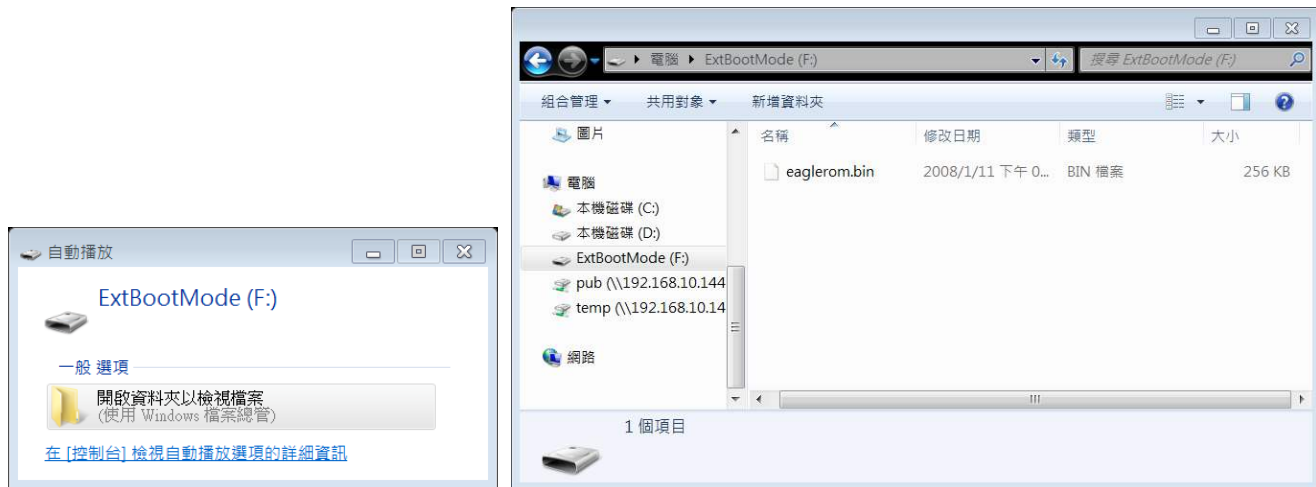 自動播放
ExtBootMode (F:)
一般 選項
開啟資料夾以檢視檔案
(使用 Windows 檔案總管)
在 [控制台] 檢視自動播放選項的詳細資訊
電腦 ExtBootMode (F:) 搜尋 ExtBootMode (F:)
組合管理 共用對象 新增資料夾
圖片
電腦
本機磁碟 (C:)
本機磁碟 (D:)
ExtBootMode (F:)
pub (\\192.168.10.144
temp (\\192.168.10.14
網路
名稱 修改日期 類型 大小
eaglerom.bin 2008/1/11 下午 0... BIN 檔案 256 KB
1 個項目